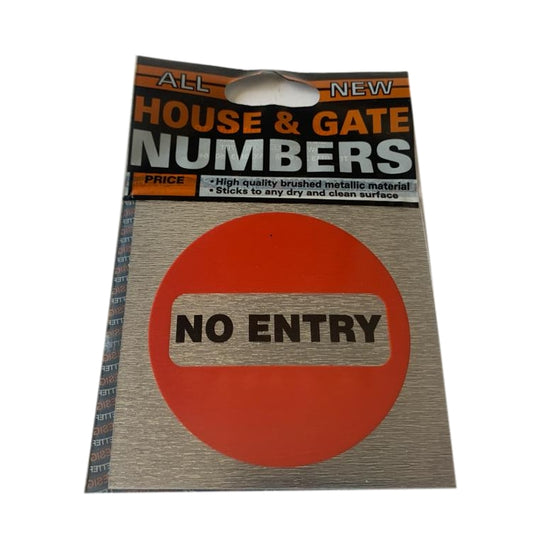 ALL NEW
HOUSE & GATE
NUMBERS
PRICE
• High quality brushed metallic material
• Sticks to any dry and clean surface
NO ENTRY